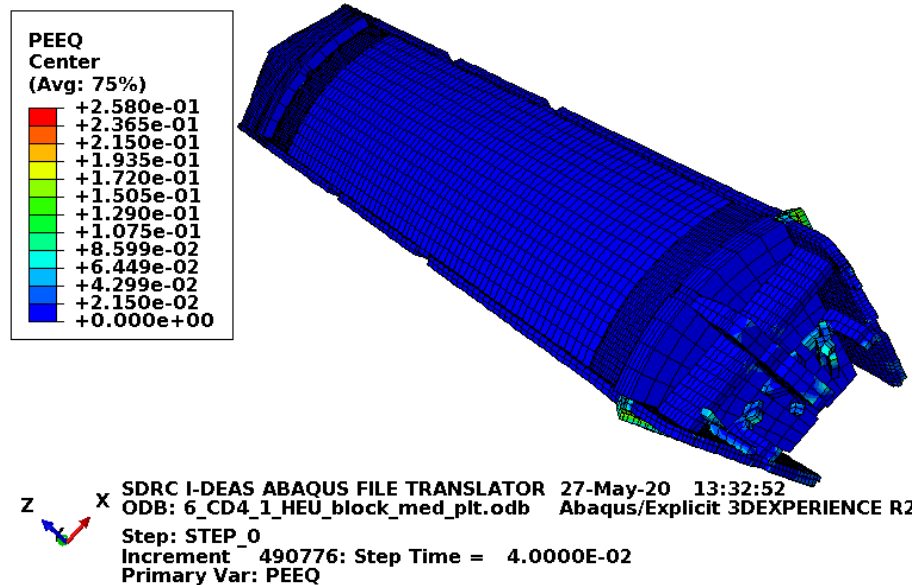 PEEQ
Center
(Avg: 75%)
+2.580e-01
+2.365e-01
+2.150e-01
+1.935e-01
+1.720e-01
+1.505e-01
+1.290e-01
+1.075e-01
+8.599e-02
+6.449e-02
+4.299e-02
+2.150e-02
+0.000e+00
Z X SDRC I-DEAS ABAQUS FILE TRANSLATOR 27-May-20 13:32:52
ODB: 6_CD4_1_HEU_block_med_plt.odb Abaqus/Explicit 3DEXPERIENCE R2
Step: STEP_0
Increment 490776: Step Time = 4.0000E-02
Primary Var: PEEQ